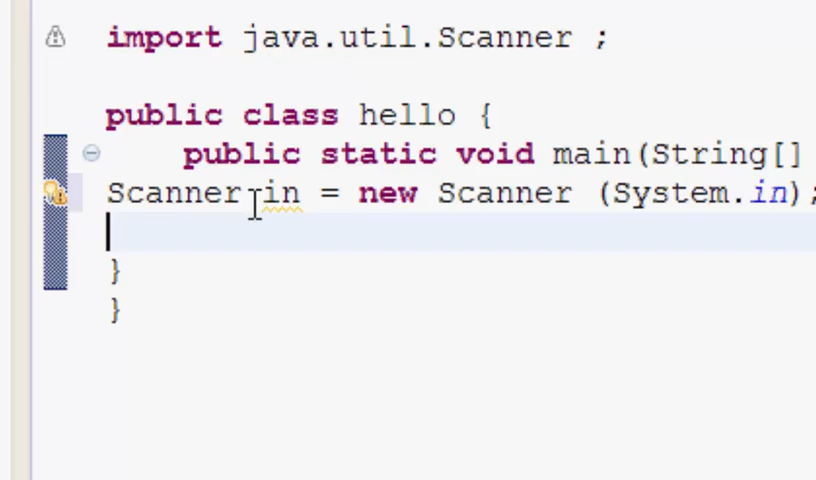 import java.util.Scanner ;
public class hello {
public static void main(String[]
Scanner in = new Scanner (System.in);
}
}